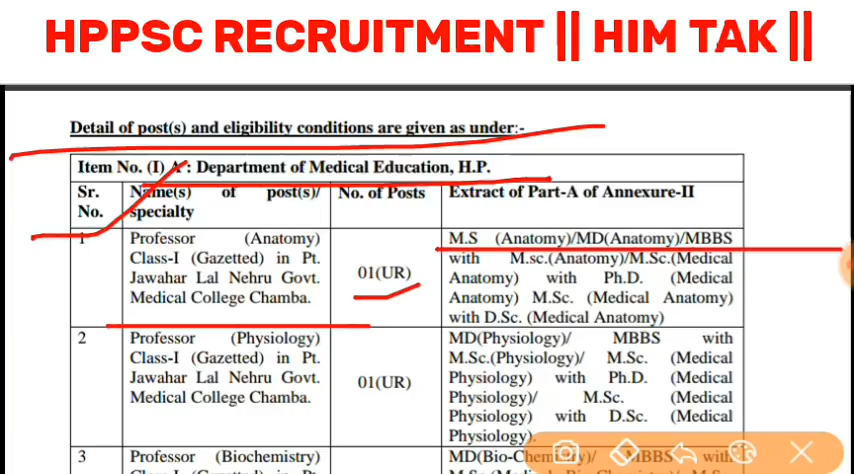 HPPSC RECRUITMENT || HIM TAK ||
Detail of post(s) and eligibility conditions are given as under:-
Item No. (I) A : Department of Medical Education, H.P.
Sr. No.
Name(s) of post(s)/ specialty
No. of Posts
Extract of Part-A of Annexure-II
1
Professor (Anatomy)
Class-I (Gazetted) in Pt.
Jawahar Lal Nehru Govt.
Medical College Chamba.
01(UR)
M.S (Anatomy)/MD(Anatomy)/MBBS
with M.sc.(Anatomy)/M.Sc.(Medical
Anatomy) with Ph.D. (Medical
Anatomy) M.Sc. (Medical Anatomy)
with D.Sc. (Medical Anatomy)
2
Professor (Physiology)
Class-I (Gazetted) in Pt.
Jawahar Lal Nehru Govt.
Medical College Chamba.
01(UR)
MD(Physiology)/ MBBS with
M.Sc.(Physiology)/ M.Sc. (Medical
Physiology) with Ph.D. (Medical
Physiology)/ M.Sc. (Medical
Physiology) with D.Sc. (Medical
Physiology).
3
Professor (Biochemistry)
MD(Bio-Chemistry)/ MBBS with